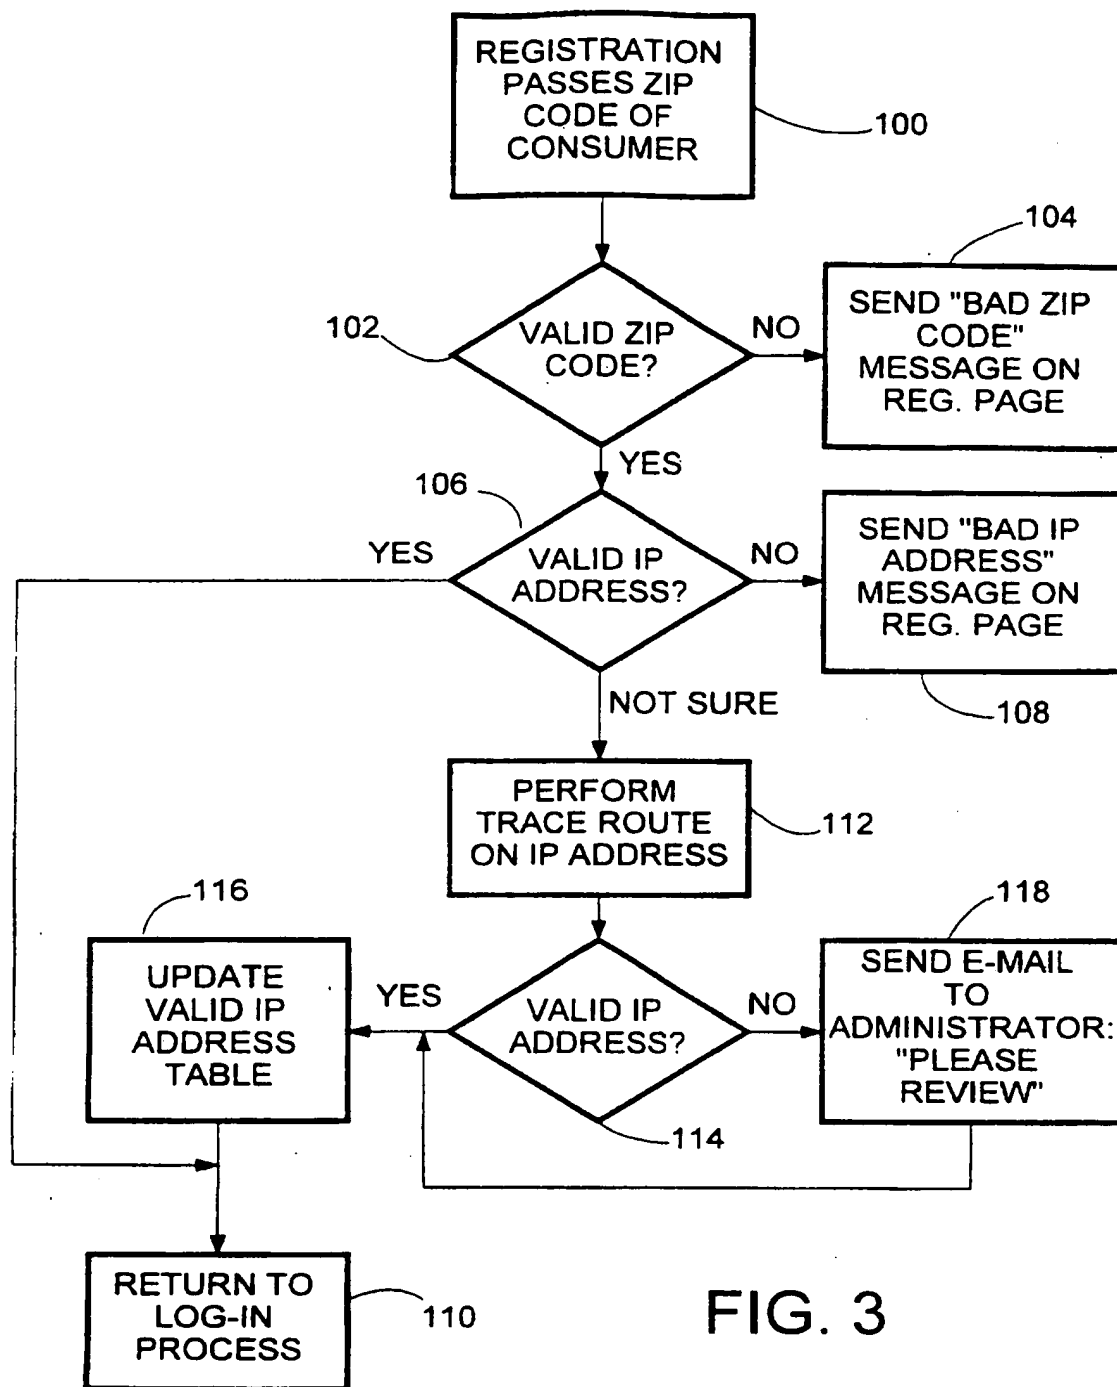 REGISTRATION
PASSES ZIP
CODE OF
CONSUMER
100
104
102
VALID ZIP
CODE?
NO
SEND "BAD ZIP
CODE"
MESSAGE ON
REG. PAGE
YES
106
YES
VALID IP
ADDRESS?
NO
SEND "BAD IP
ADDRESS"
MESSAGE ON
REG. PAGE
108
NOT SURE
PERFORM
TRACE ROUTE
ON IP ADDRESS
112
116
118
UPDATE
VALID IP
ADDRESS
TABLE
YES
VALID IP
ADDRESS?
NO
SEND E-MAIL
TO
ADMINISTRATOR:
"PLEASE
REVIEW"
114
RETURN TO
LOG-IN
PROCESS
110
FIG. 3